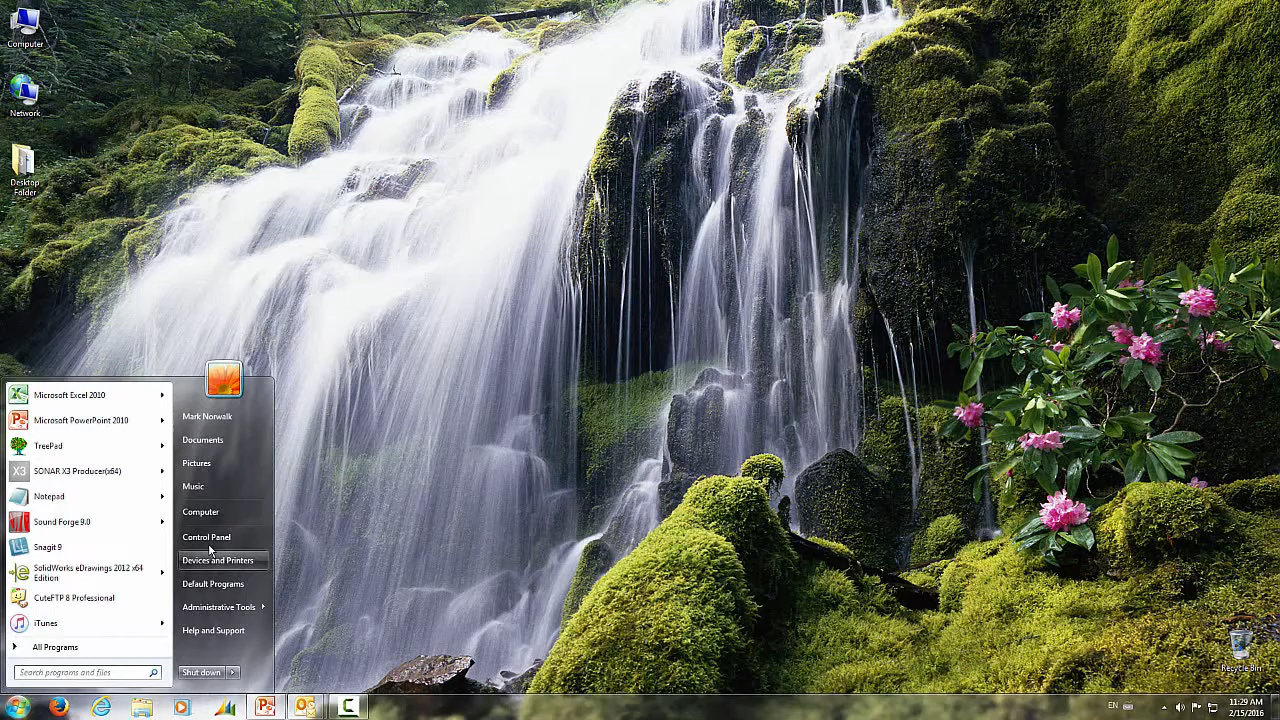 Computer
Network
Desktop
Folder
Microsoft Excel 2010
Microsoft PowerPoint 2010
TreePad
X3
SONAR X3 Producer(x64)
Notepad
Sound Forge 9.0
Snagit 9
SolidWorks eDrawings 2012 x64
Edition
CuteFTP 8 Professional
iTunes
All Programs
Search programs and files
Mark Norwalk
Documents
Pictures
Music
Computer
Control Panel
Devices and Printers
Default Programs
Administrative Tools
Help and Support
Shut down
Recycle Bin
EN
11:29 AM
2/15/2016